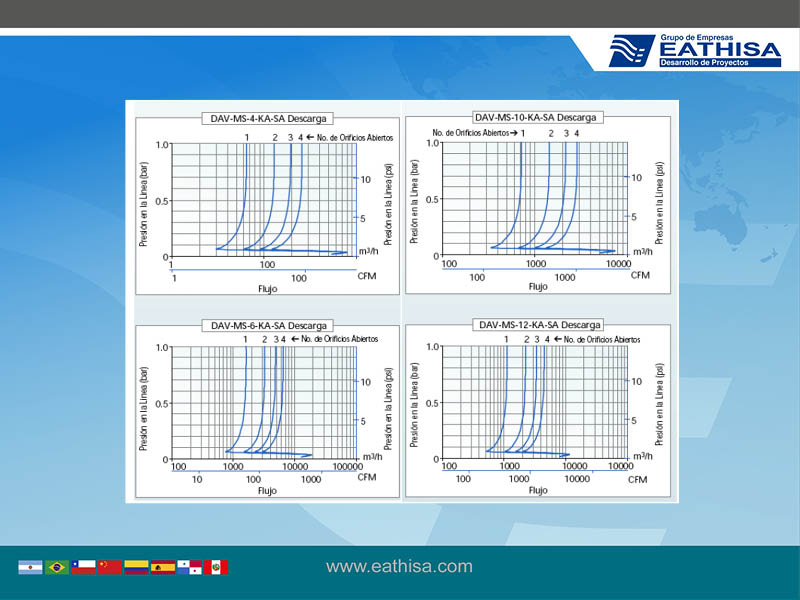 Grupo de Empresas
EATHISA
Desarrollo de Proyectos
DAV-MS-4-KA-SA Descarga
1 2 3 4 ← No. de Orificios Abiertos
Presión en la Línea (bar)
1.0
0.5
0
10
5
Presión en la Línea (psi)
m³/h
100
1 100 CFM
Flujo
DAV-MS-10-KA-SA Descarga
No. de Orificios Abiertos → 1 2 3 4
Presión en la Línea (bar)
1.0
0.5
0
10
5
Presión en la Línea (psi)
m³/h
100 1000 10000
100 1000 CFM
Flujo
DAV-MS-6-KA-SA Descarga
1 2 3 4 ← No. de Orificios Abiertos
Presión en la Línea (bar)
1.0
0.5
0
10
5
Presión en la Línea (psi)
m³/h
100 1000 10000 100000
10 100 1000 CFM
Flujo
DAV-MS-12-KA-SA Descarga
1 2 3 4 ← No. de Orificios Abiertos
Presión en la Línea (bar)
1.0
0.5
0
10
5
Presión en la Línea (psi)
m³/h
100 1000 10000 10000
100 1000 10000 CFM
Flujo
www.eathisa.com